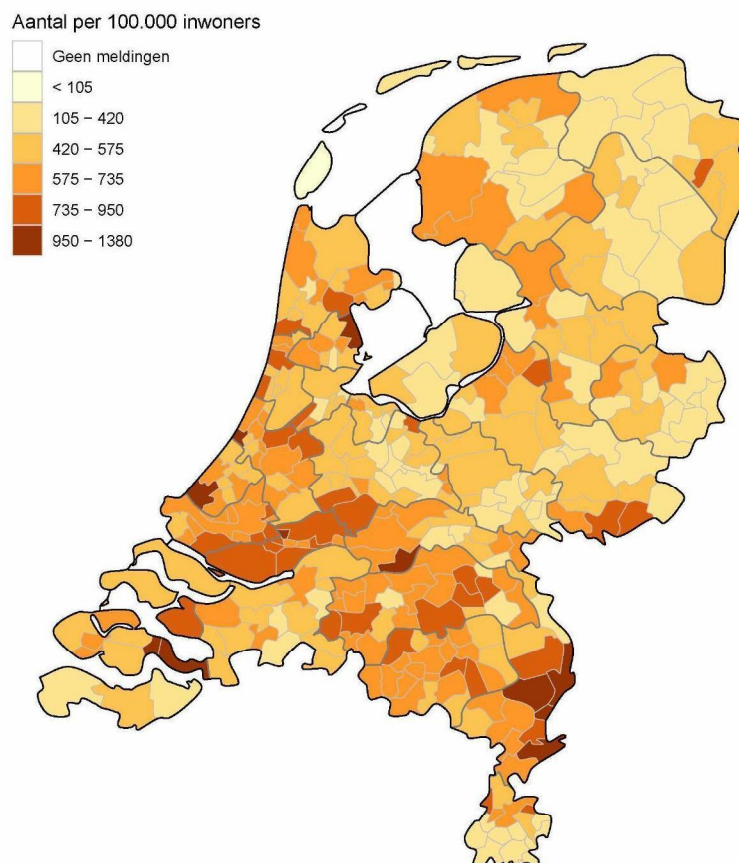 Aantal per 100.000 inwoners
Geen meldingen
< 105
105 – 420
420 – 575
575 – 735
735 – 950
950 – 1380